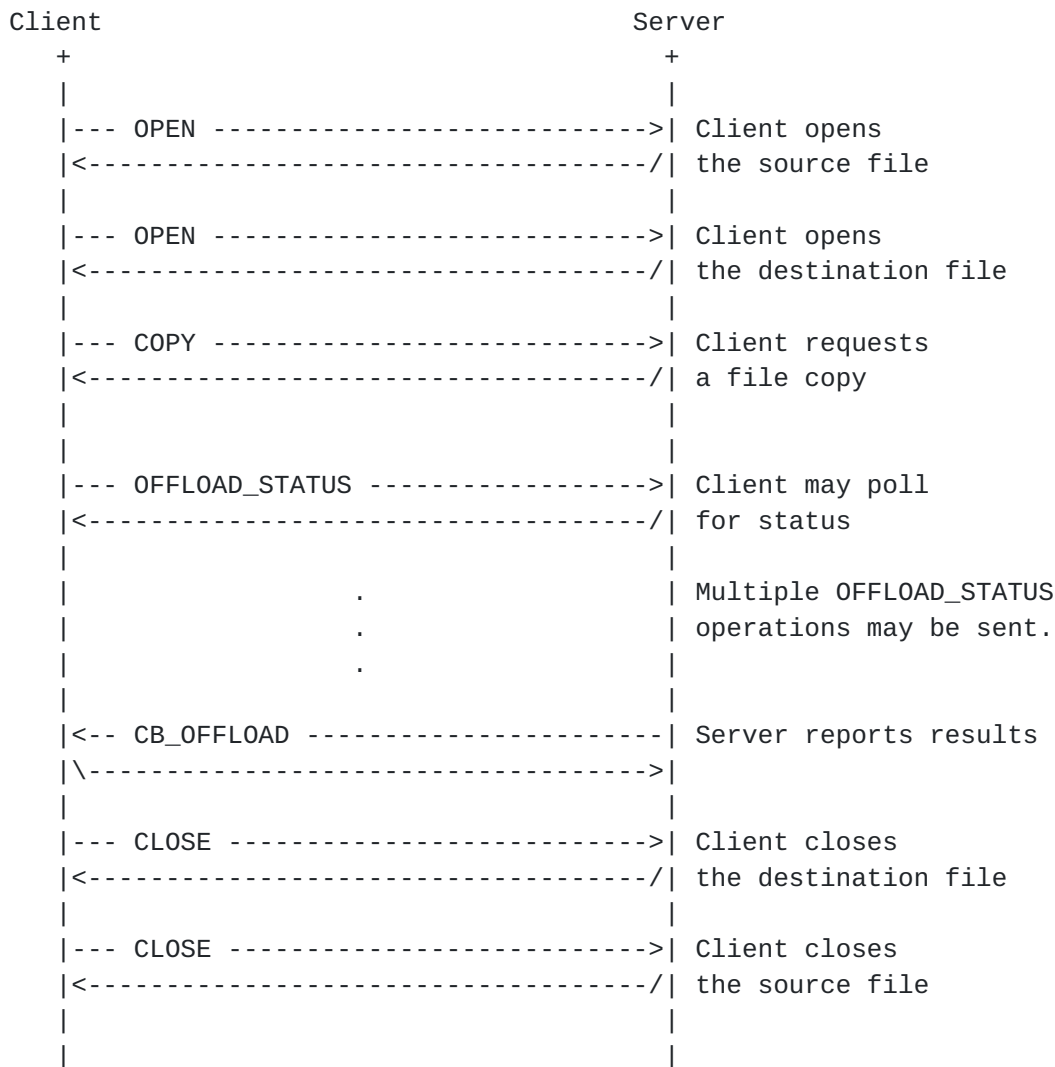 Client                                  Server
   +                                      +
   |                                      |
   |--- OPEN ---------------------------->| Client opens
   |<------------------------------------/| the source file
   |                                      |
   |--- OPEN ---------------------------->| Client opens
   |<------------------------------------/| the destination file
   |                                      |
   |--- COPY ---------------------------->| Client requests
   |<------------------------------------/| a file copy
   |                                      |
   |                                      |
   |--- OFFLOAD_STATUS ------------------>| Client may poll
   |<------------------------------------/| for status
   |                                      |
   |                  .                   | Multiple OFFLOAD_STATUS
   |                  .                   | operations may be sent.
   |                  .                   |
   |                                      |
   |<-- CB_OFFLOAD -----------------------| Server reports results
   |\------------------------------------>|
   |                                      |
   |--- CLOSE --------------------------->| Client closes
   |<------------------------------------/| the destination file
   |                                      |
   |--- CLOSE --------------------------->| Client closes
   |<------------------------------------/| the source file
   |                                      |
   |                                      |